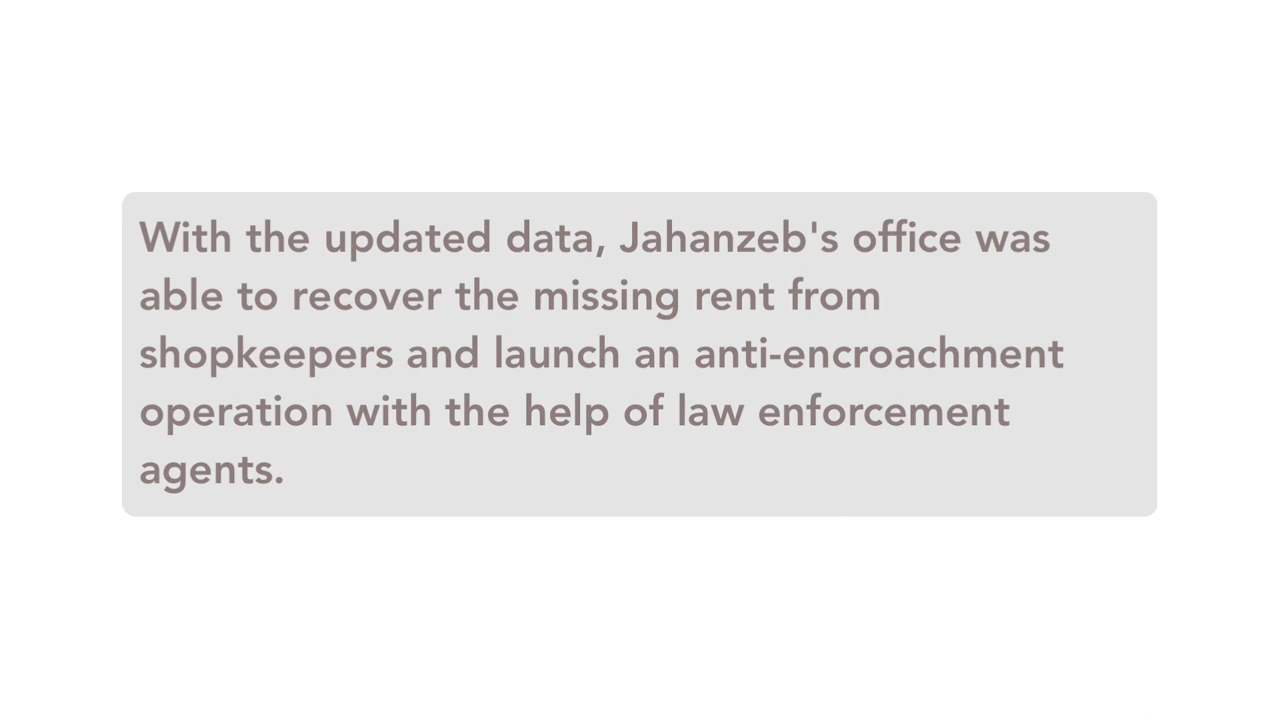 With the updated data, Jahanzeb's office was
able to recover the missing rent from
shopkeepers and launch an anti-encroachment
operation with the help of law enforcement
agents.